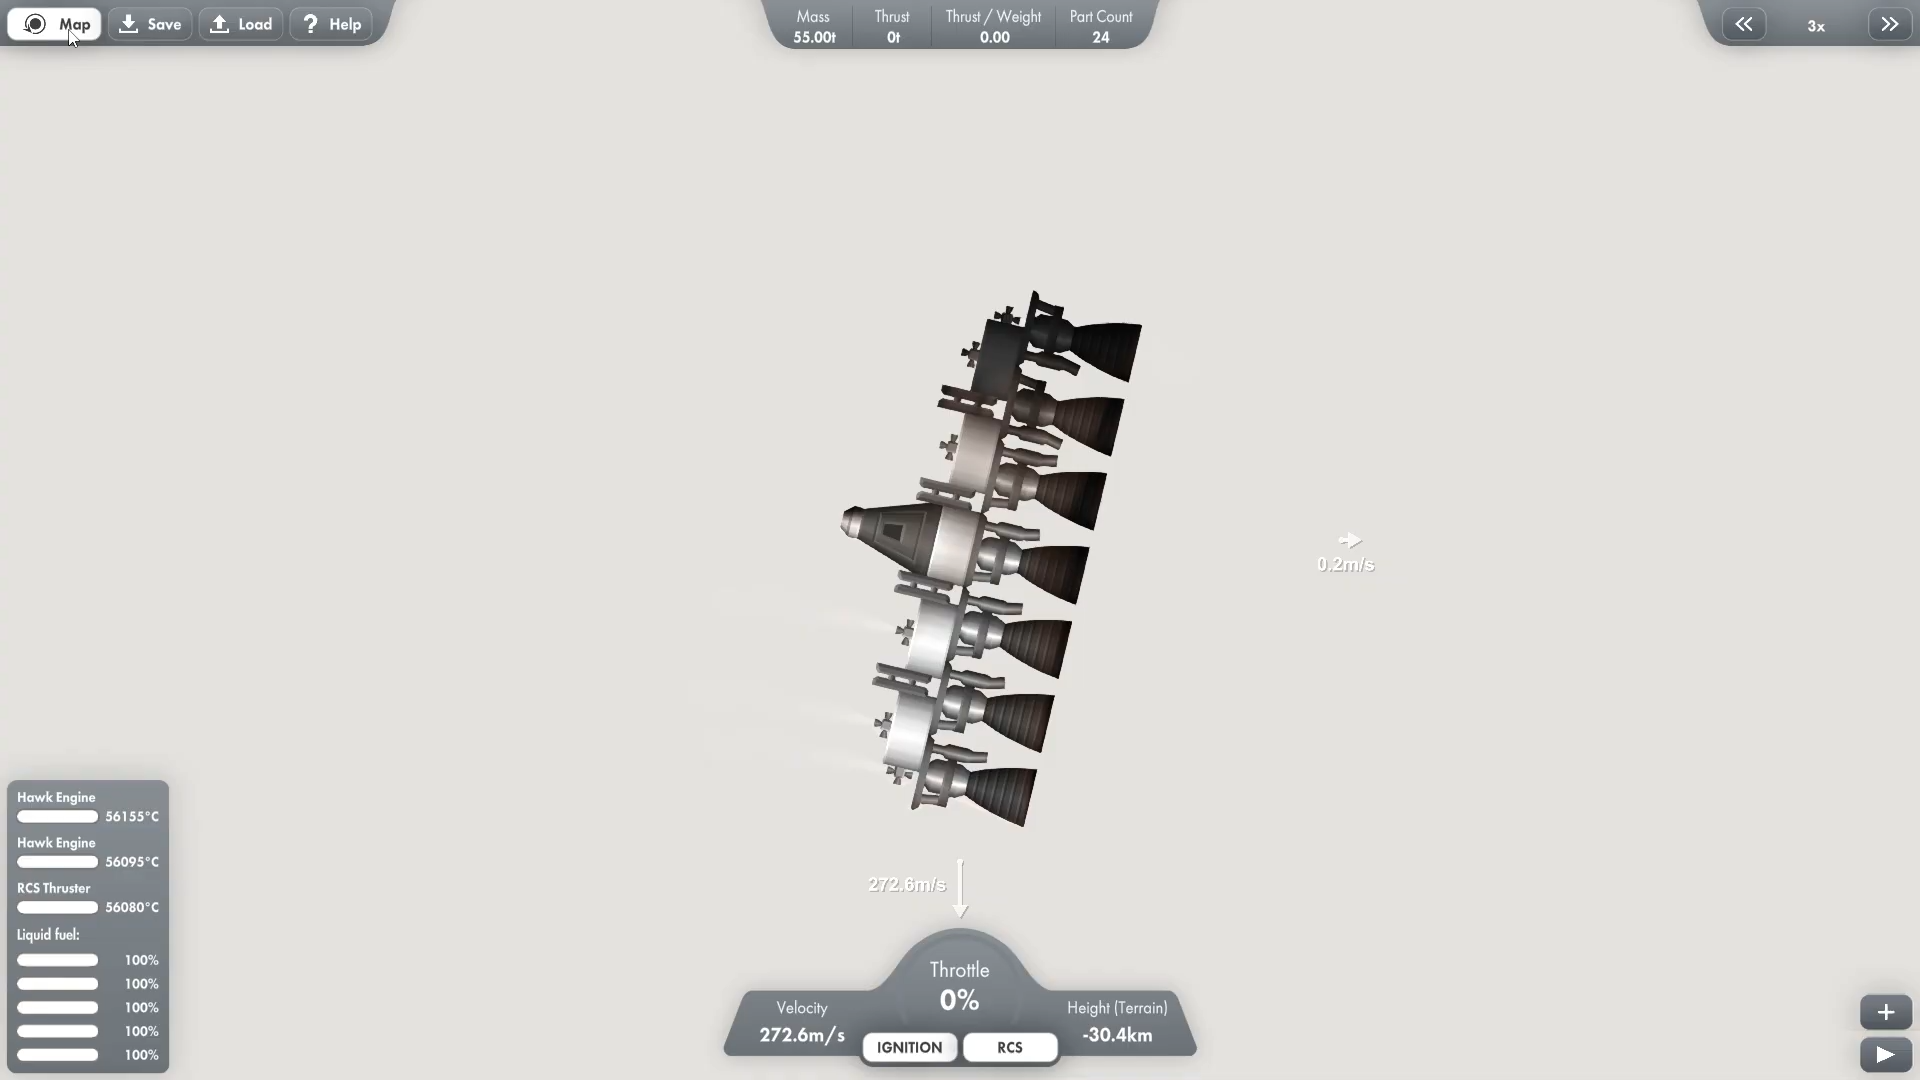 Map
Save
Load
? Help
Mass
55.00t
Thrust
0t
Thrust / Weight
0.00
Part Count
24
3x
0.2m/s
272.6m/s
Hawk Engine
56155°C
Hawk Engine
56095°C
RCS Thruster
56080°C
Liquid fuel:
100%
100%
100%
100%
100%
Throttle
0%
Velocity
272.6m/s
IGNITION
RCS
Height (Terrain)
-30.4km